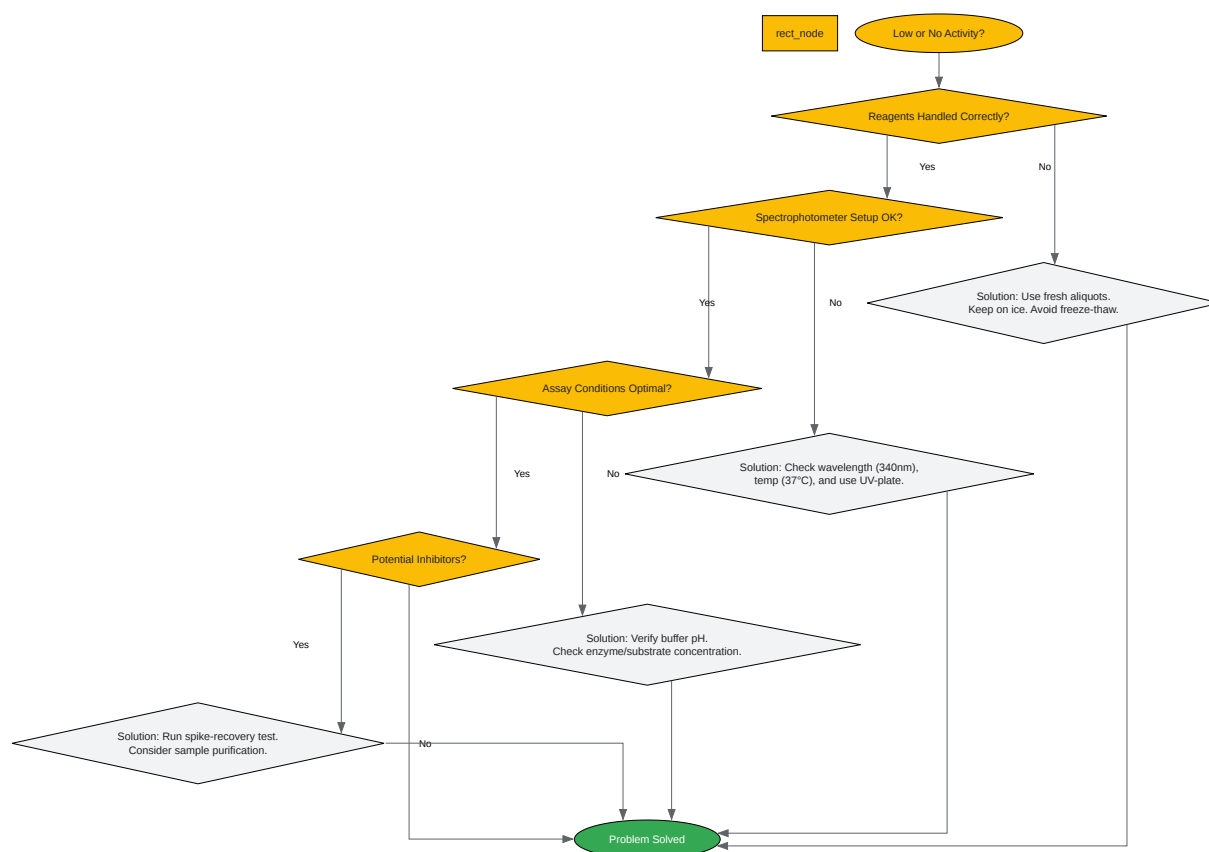 rect_node
Low or No Activity?
Reagents Handled Correctly?
Yes
No
Spectrophotometer Setup OK?
Solution: Use fresh aliquots.
Keep on ice. Avoid freeze-thaw.
Yes
No
Assay Conditions Optimal?
Solution: Check wavelength (340nm),
temp (37°C), and use UV-plate.
Yes
No
Potential Inhibitors?
Solution: Verify buffer pH.
Check enzyme/substrate concentration.
Yes
Solution: Run spike-recovery test.
Consider sample purification.
No
Problem Solved